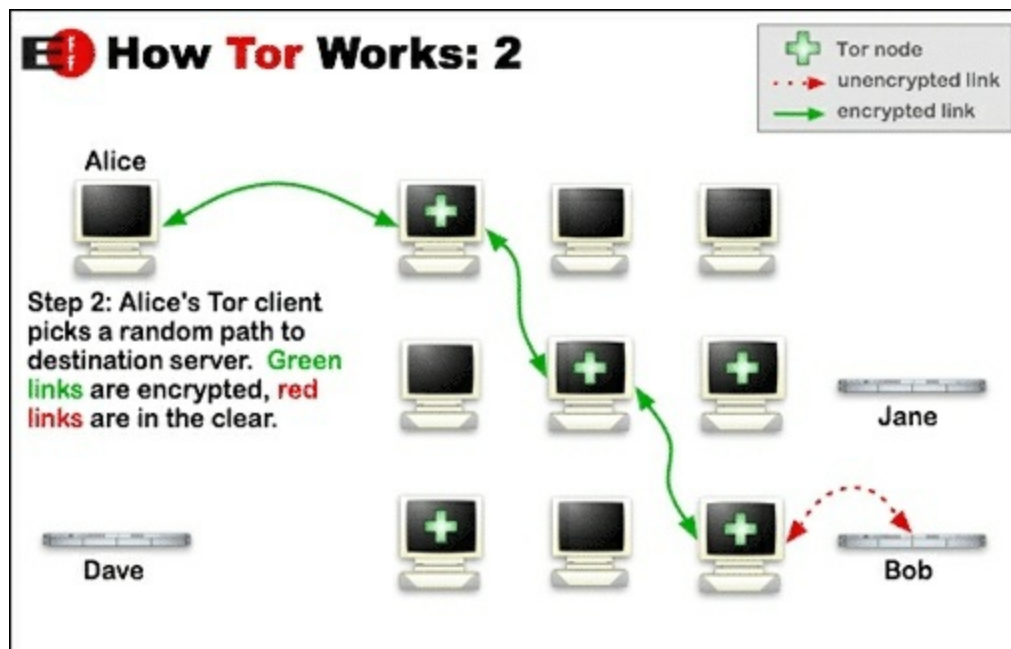 EFF How Tor Works: 2
Tor node
unencrypted link
encrypted link
Alice
Step 2: Alice's Tor client
picks a random path to
destination server. Green
links are encrypted, red
links are in the clear.
Jane
Dave
Bob